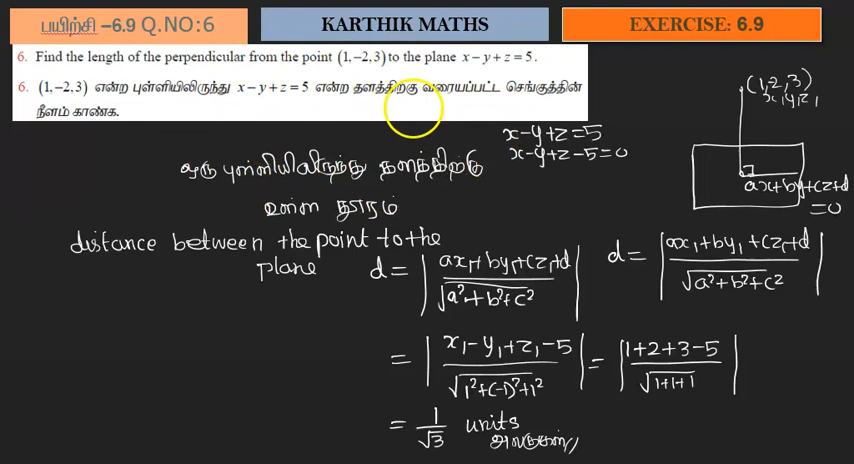 பயிற்சி –6.9 Q.NO:6
KARTHIK MATHS
EXERCISE: 6.9
6. Find the length of the perpendicular from the point (1,−2,3) to the plane x−y+z=5.
6. (1,−2,3) என்ற புள்ளியிலிருந்து x−y+z=5 என்ற தளத்திற்கு வரையப்பட்ட செங்குத்தின்
நீளம் காண்க.
(1,-2,3)
x₁,y₁,z₁
x-y+z=5
x-y+z-5=0
ax+by+cz+d
=0
ஒரு புள்ளியிலிருந்து தளத்திற்கு
உள்ள தூரம்
distance between the point to the
plane
d = |ax₁+by₁+cz₁+d / √a²+b²+c²|
d = |ax₁+by₁+cz₁+d / √a²+b²+c²|
= |x₁-y₁+z₁-5 / √1²+(-1)²+1²| = |1+2+3-5 / √1+1+1|
= 1/√3 units
அலகுகள்